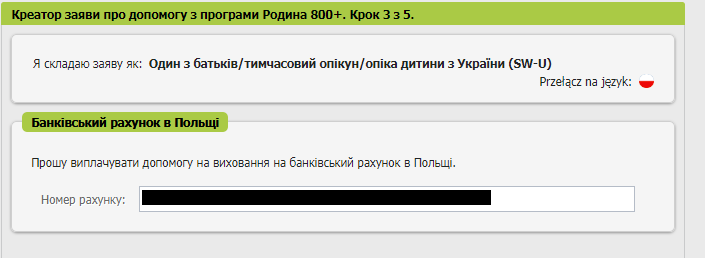 Креатор заяви про допомогу з програми Родина 800+. Крок 3 з 5.
Я складаю заяву як: Один з батьків/тимчасовий опікун/опіка дитини з України (SW-U)
Przełącz na język:
Банківський рахунок в Польщі
Прошу виплачувати допомогу на виховання на банківський рахунок в Польщі.
Номер рахунку: